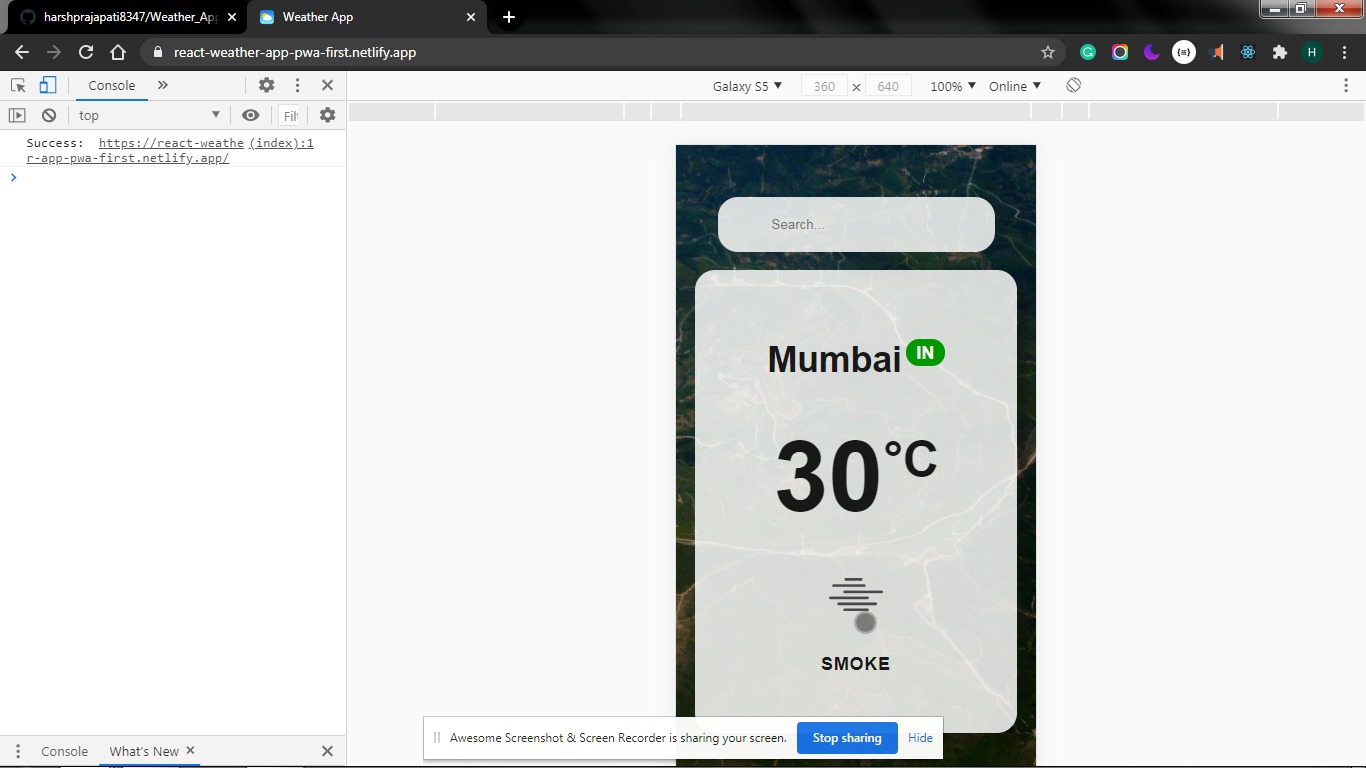 harshprajapati8347/Weather_App
Weather App
react-weather-app-pwa-first.netlify.app
H
Console
Galaxy S5 360 × 640 100% Online
top
Success: https://react-weathe (index):1
r-app-pwa-first.netlify.app/
Search...
Mumbai IN
30°C
SMOKE
Awesome Screenshot & Screen Recorder is sharing your screen. Stop sharing Hide
Console What's New